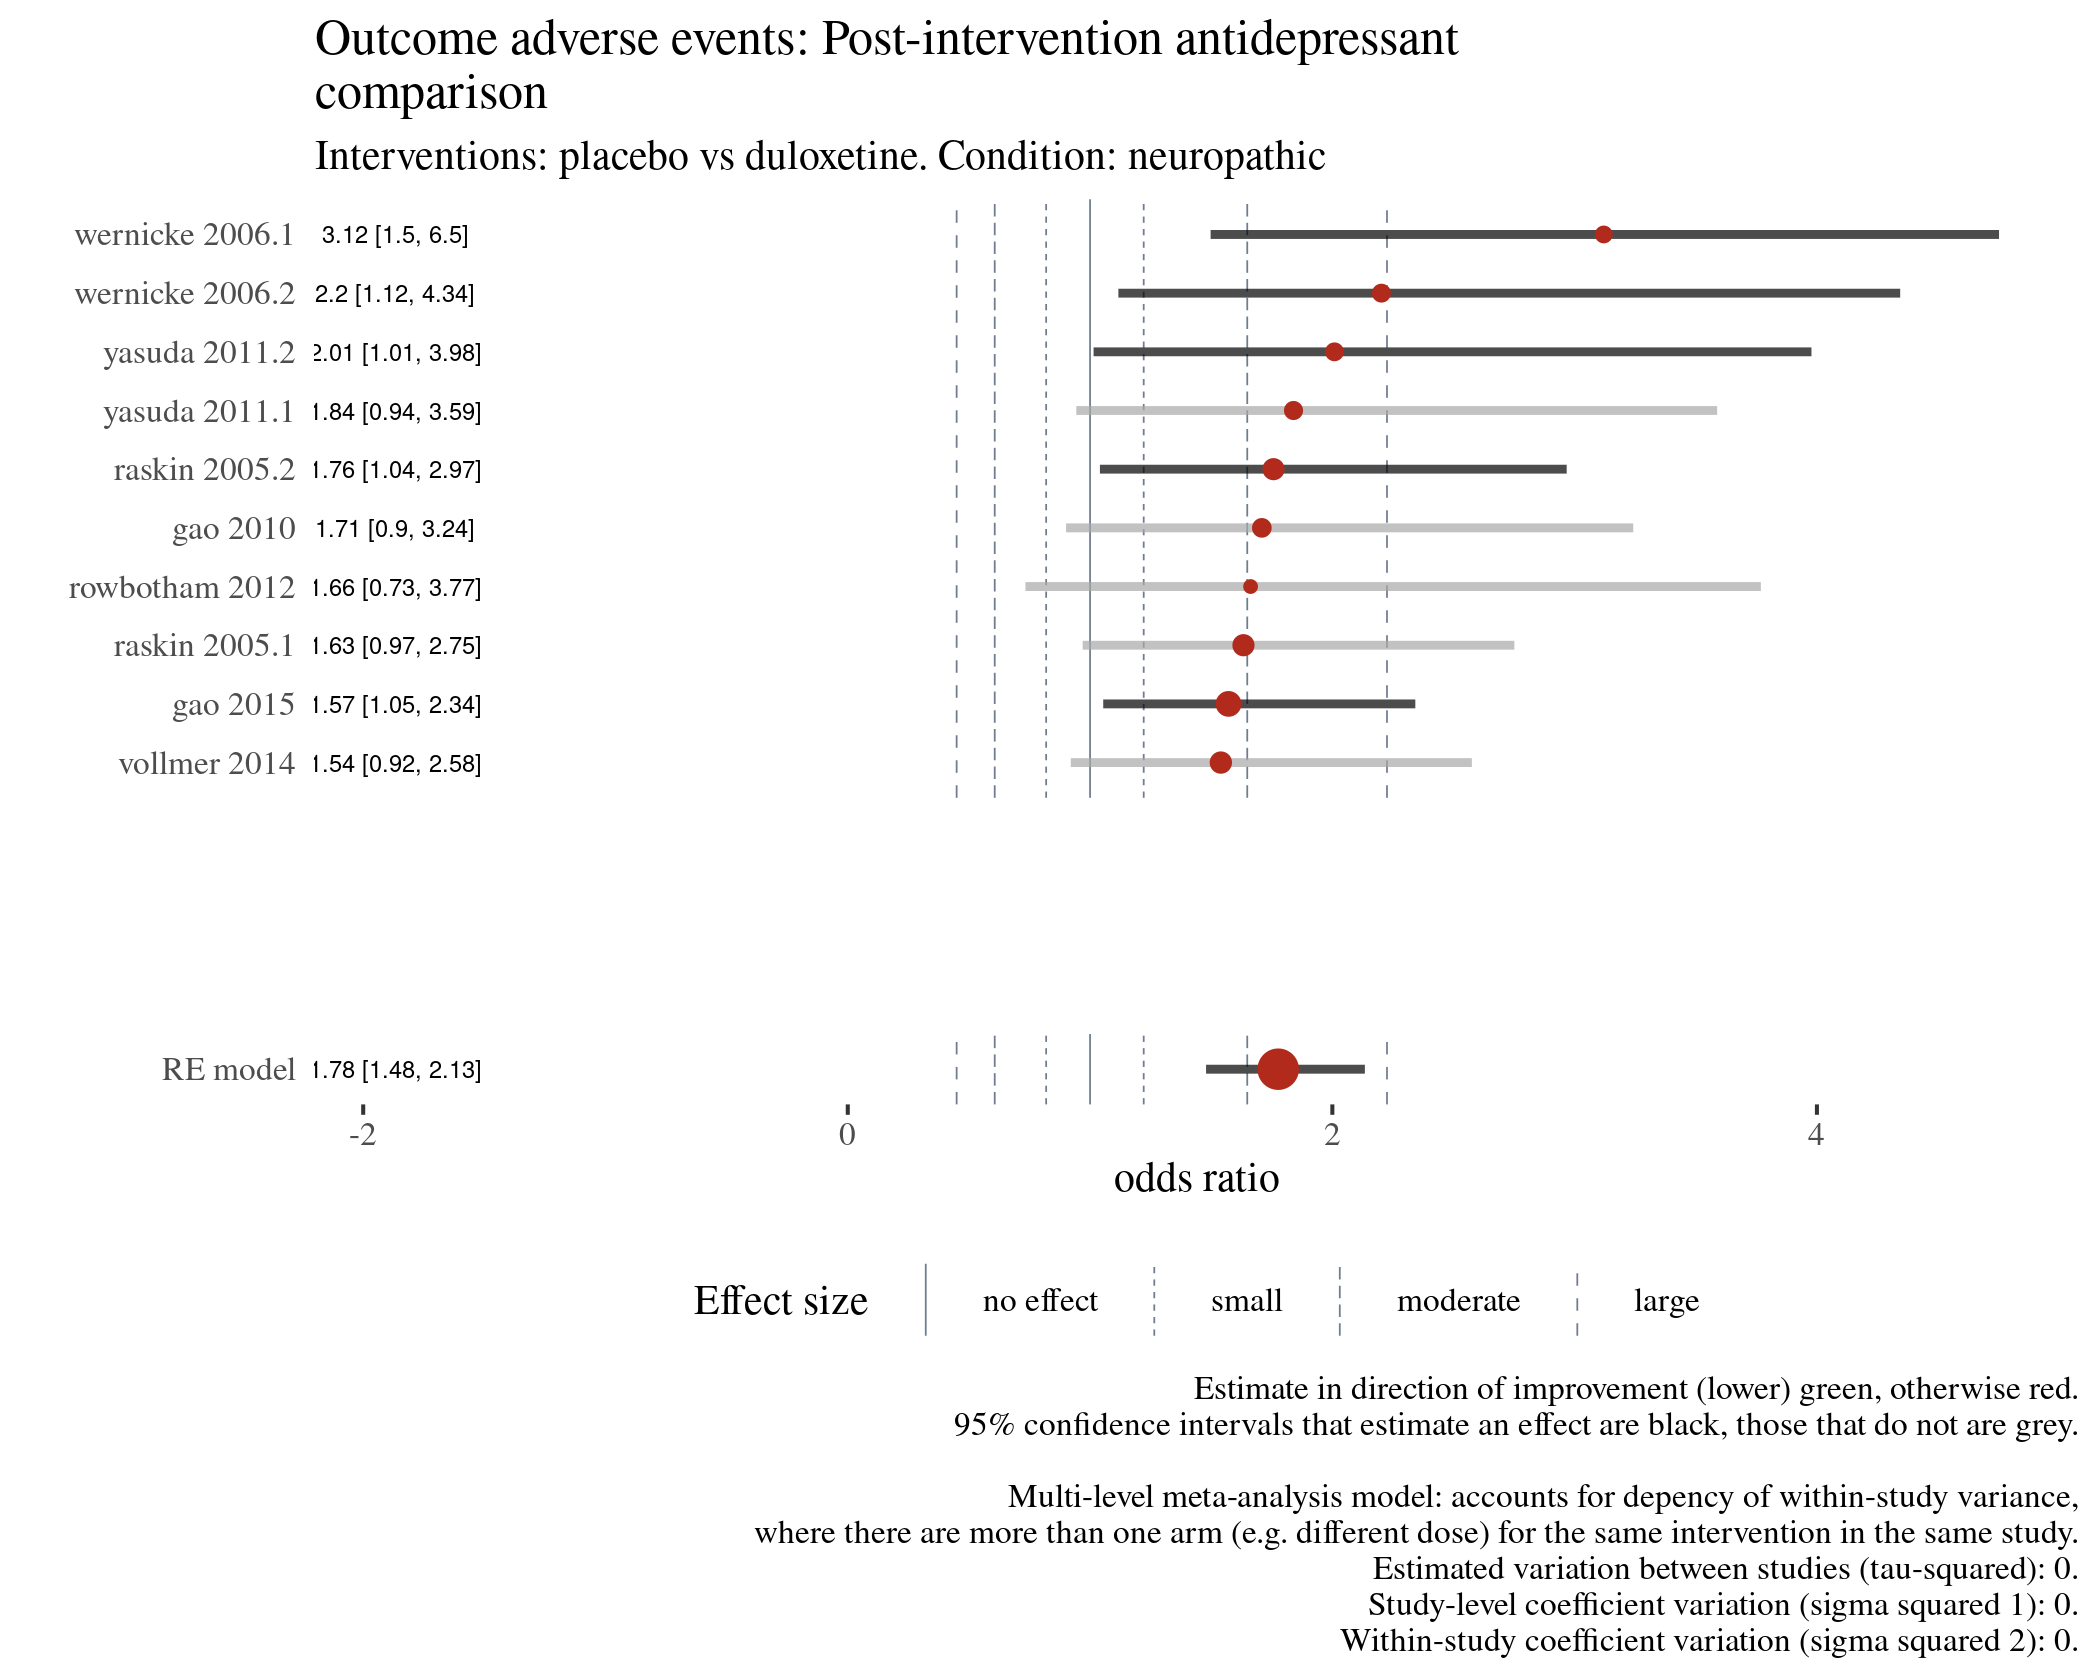 Outcome adverse events: Post-intervention antidepressant
comparison
Interventions: placebo vs duloxetine. Condition: neuropathic
wernicke 2006.1 3.12 [1.5, 6.5]
wernicke 2006.2 2.2 [1.12, 4.34]
yasuda 2011.2 2.01 [1.01, 3.98]
yasuda 2011.1 1.84 [0.94, 3.59]
raskin 2005.2 1.76 [1.04, 2.97]
gao 2010 1.71 [0.9, 3.24]
rowbotham 2012 1.66 [0.73, 3.77]
raskin 2005.1 1.63 [0.97, 2.75]
gao 2015 1.57 [1.05, 2.34]
vollmer 2014 1.54 [0.92, 2.58]
RE model 1.78 [1.48, 2.13]
-2 0 2 4
odds ratio
Effect size no effect small moderate large
Estimate in direction of improvement (lower) green, otherwise red.
95% confidence intervals that estimate an effect are black, those that do not are grey.
Multi-level meta-analysis model: accounts for depency of within-study variance,
where there are more than one arm (e.g. different dose) for the same intervention in the same study.
Estimated variation between studies (tau-squared): 0.
Study-level coefficient variation (sigma squared 1): 0.
Within-study coefficient variation (sigma squared 2): 0.